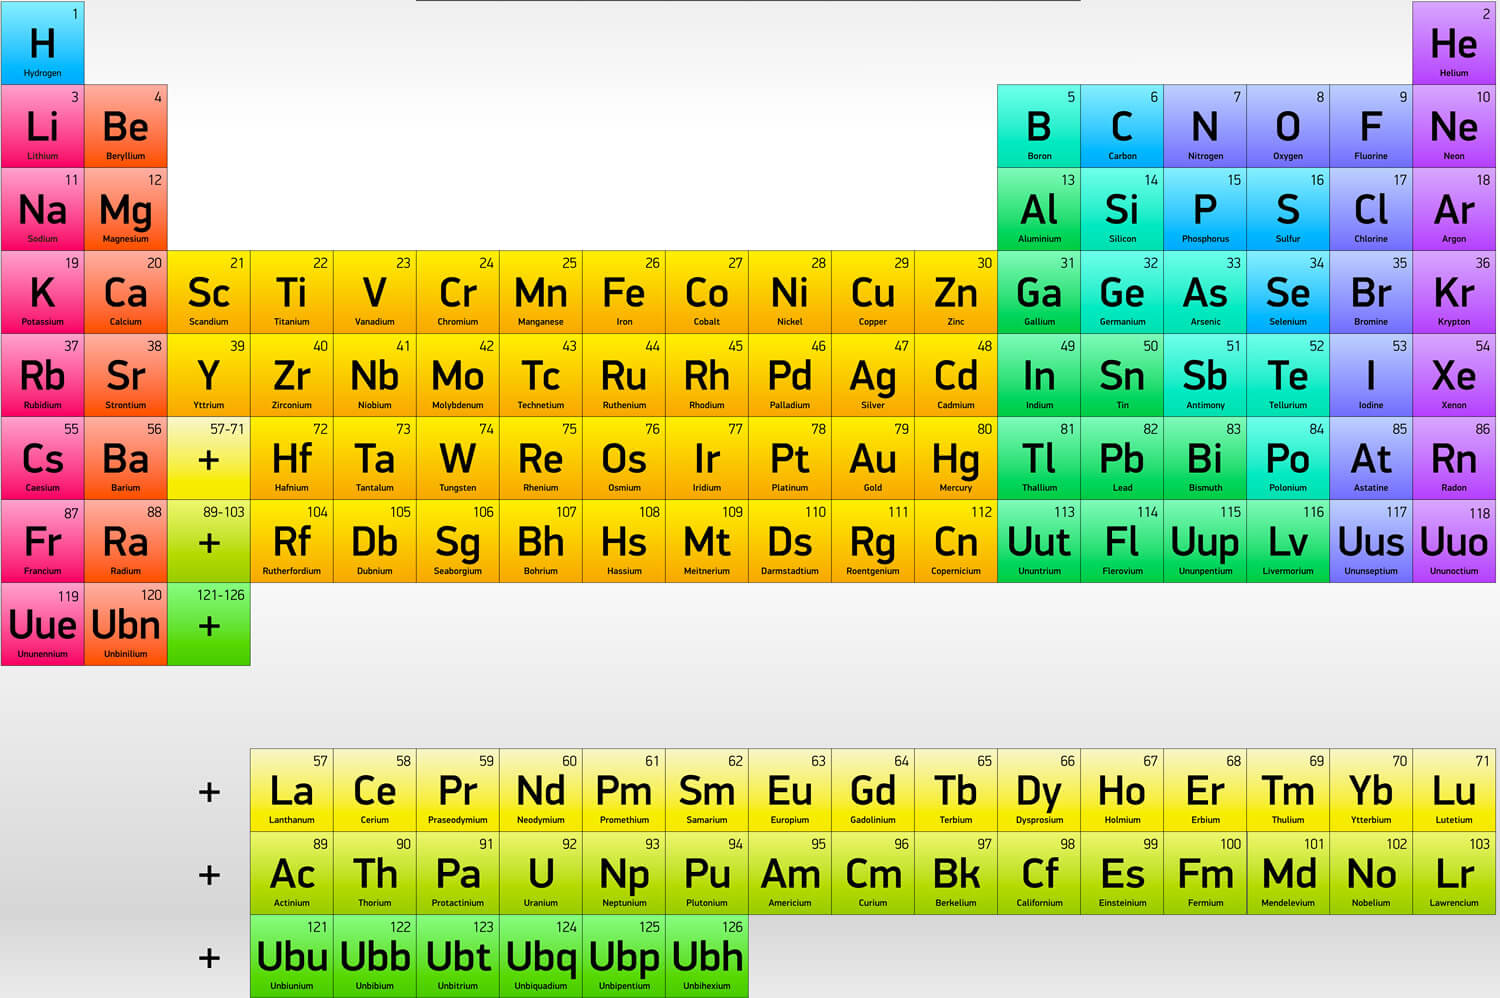 1 2
H He
Hydrogen Helium
3 4 5 6 7 8 9 10
Li Be B C N O F Ne
Lithium Beryllium Boron Carbon Nitrogen Oxygen Fluorine Neon
11 12 13 14 15 16 17 18
Na Mg Al Si P S Cl Ar
Sodium Magnesium Aluminium Silicon Phosphorus Sulfur Chlorine Argon
19 20 21 22 23 24 25 26 27 28 29 30 31 32 33 34 35 36
K Ca Sc Ti V Cr Mn Fe Co Ni Cu Zn Ga Ge As Se Br Kr
Potassium Calcium Scandium Titanium Vanadium Chromium Manganese Iron Cobalt Nickel Copper Zinc Gallium Germanium Arsenic Selenium Bromine Krypton
37 38 39 40 41 42 43 44 45 46 47 48 49 50 51 52 53 54
Rb Sr Y Zr Nb Mo Tc Ru Rh Pd Ag Cd In Sn Sb Te I Xe
Rubidium Strontium Yttrium Zirconium Niobium Molybdenum Technetium Ruthenium Rhodium Palladium Silver Cadmium Indium Tin Antimony Tellurium Iodine Xenon
55 56 57-71 72 73 74 75 76 77 78 79 80 81 82 83 84 85 86
Cs Ba + Hf Ta W Re Os Ir Pt Au Hg Tl Pb Bi Po At Rn
Caesium Barium Hafnium Tantalum Tungsten Rhenium Osmium Iridium Platinum Gold Mercury Thallium Lead Bismuth Polonium Astatine Radon
87 88 89-103 104 105 106 107 108 109 110 111 112 113 114 115 116 117 118
Fr Ra + Rf Db Sg Bh Hs Mt Ds Rg Cn Uut Fl Uup Lv Uus Uuo
Francium Radium Rutherfordium Dubnium Seaborgium Bohrium Hassium Meitnerium Darmstadtium Roentgenium Copernicium Ununtrium Flerovium Ununpentium Livermorium Ununseptium Ununoctium
119 120 121-126
Uue Ubn +
Ununennium Unbinilium
57 58 59 60 61 62 63 64 65 66 67 68 69 70 71
+ La Ce Pr Nd Pm Sm Eu Gd Tb Dy Ho Er Tm Yb Lu
Lanthanum Cerium Praseodymium Neodymium Promethium Samarium Europium Gadolinium Terbium Dysprosium Holmium Erbium Thulium Ytterbium Lutetium
89 90 91 92 93 94 95 96 97 98 99 100 101 102 103
+ Ac Th Pa U Np Pu Am Cm Bk Cf Es Fm Md No Lr
Actinium Thorium Protactinium Uranium Neptunium Plutonium Americium Curium Berkelium Californium Einsteinium Fermium Mendelevium Nobelium Lawrencium
121 122 123 124 125 126
+ Ubu Ubb Ubt Ubq Ubp Ubh
Unbiunium Unbibium Unbitrium Unbiquadium Unbipentium Unbihexium